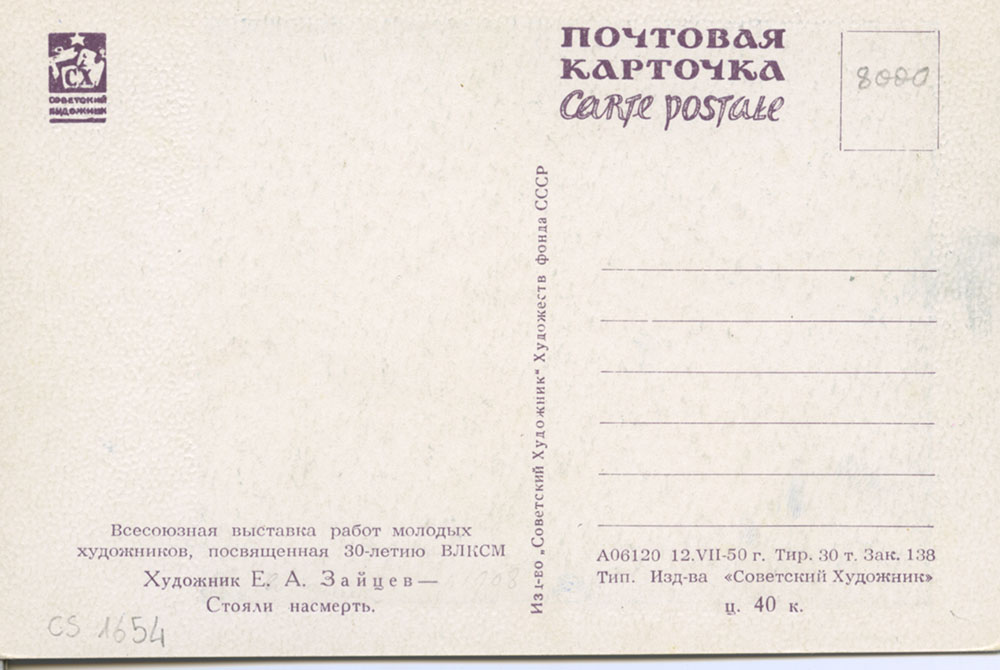 СХ
СОВЕТСКИЙ
ХУДОЖНИК
ПОЧТОВАЯ
КАРТОЧКА
CARTE POSTALE
8000
Из-во „Советский Художник“ Художеств фонда СССР
Всесоюзная выставка работ молодых
художников, посвященная 30-летию ВЛКСМ
Художник Е. А. Зайцев—
Стояли насмерть.
CS 1654
А06120 12.VII-50 г. Тир. 30 т. Зак. 138
Тип. Изд-ва «Советский Художник»
ц. 40 к.